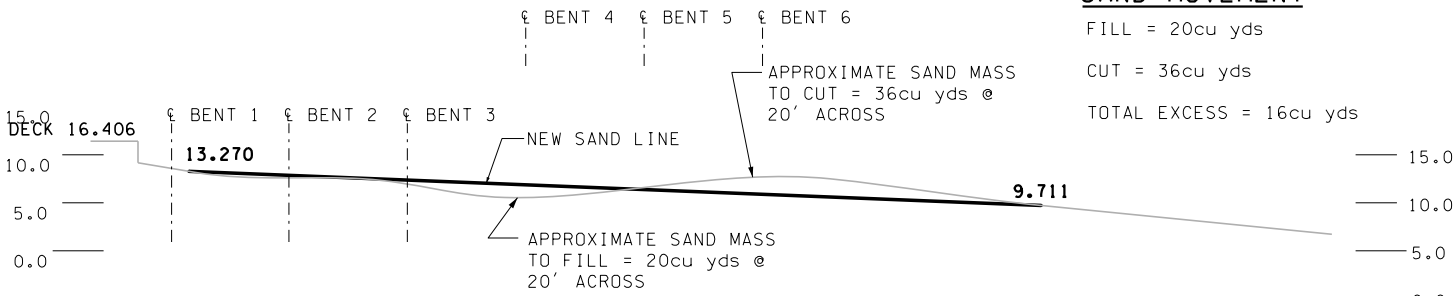 SAND MOVEMENT
FILL = 20cu yds
CUT = 36cu yds
TOTAL EXCESS = 16cu yds
℄ BENT 4
℄ BENT 5
℄ BENT 6
APPROXIMATE SAND MASS
TO CUT = 36cu yds @
20' ACROSS
15.0
DECK 16.406
℄ BENT 1
℄ BENT 2
℄ BENT 3
NEW SAND LINE
13.270
9.711
10.0
5.0
0.0
15.0
10.0
5.0
APPROXIMATE SAND MASS
TO FILL = 20cu yds @
20' ACROSS